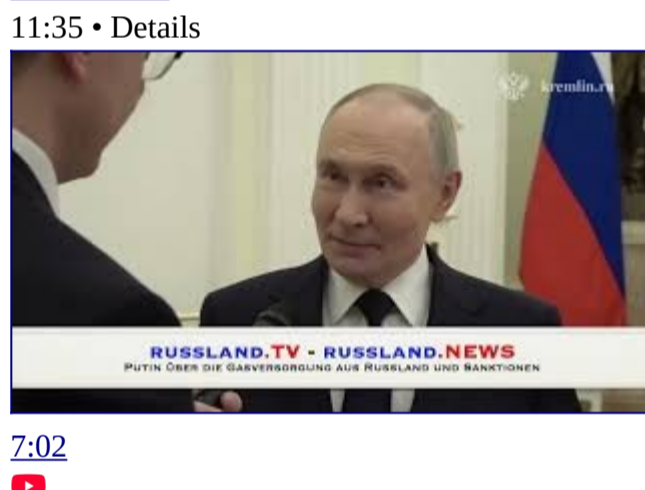 11:35 • Details
kremlin.ru
RUSSLAND.TV - RUSSLAND.NEWS
PUTIN ÜBER DIE GASVERSORGUNG AUS RUSSLAND UND SANKTIONEN
7:02